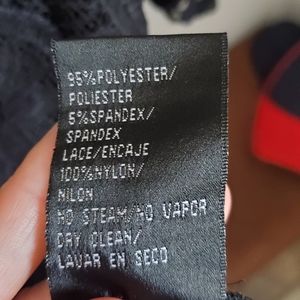 95%POLYESTER/
POLIESTER
5%SPANDEX/
SPANDEX
LACE/ENCAJE
100%NYLON/
NILON
NO STEAM/NO VAPOR
DRY CLEAN/
LAVAR EN SECO